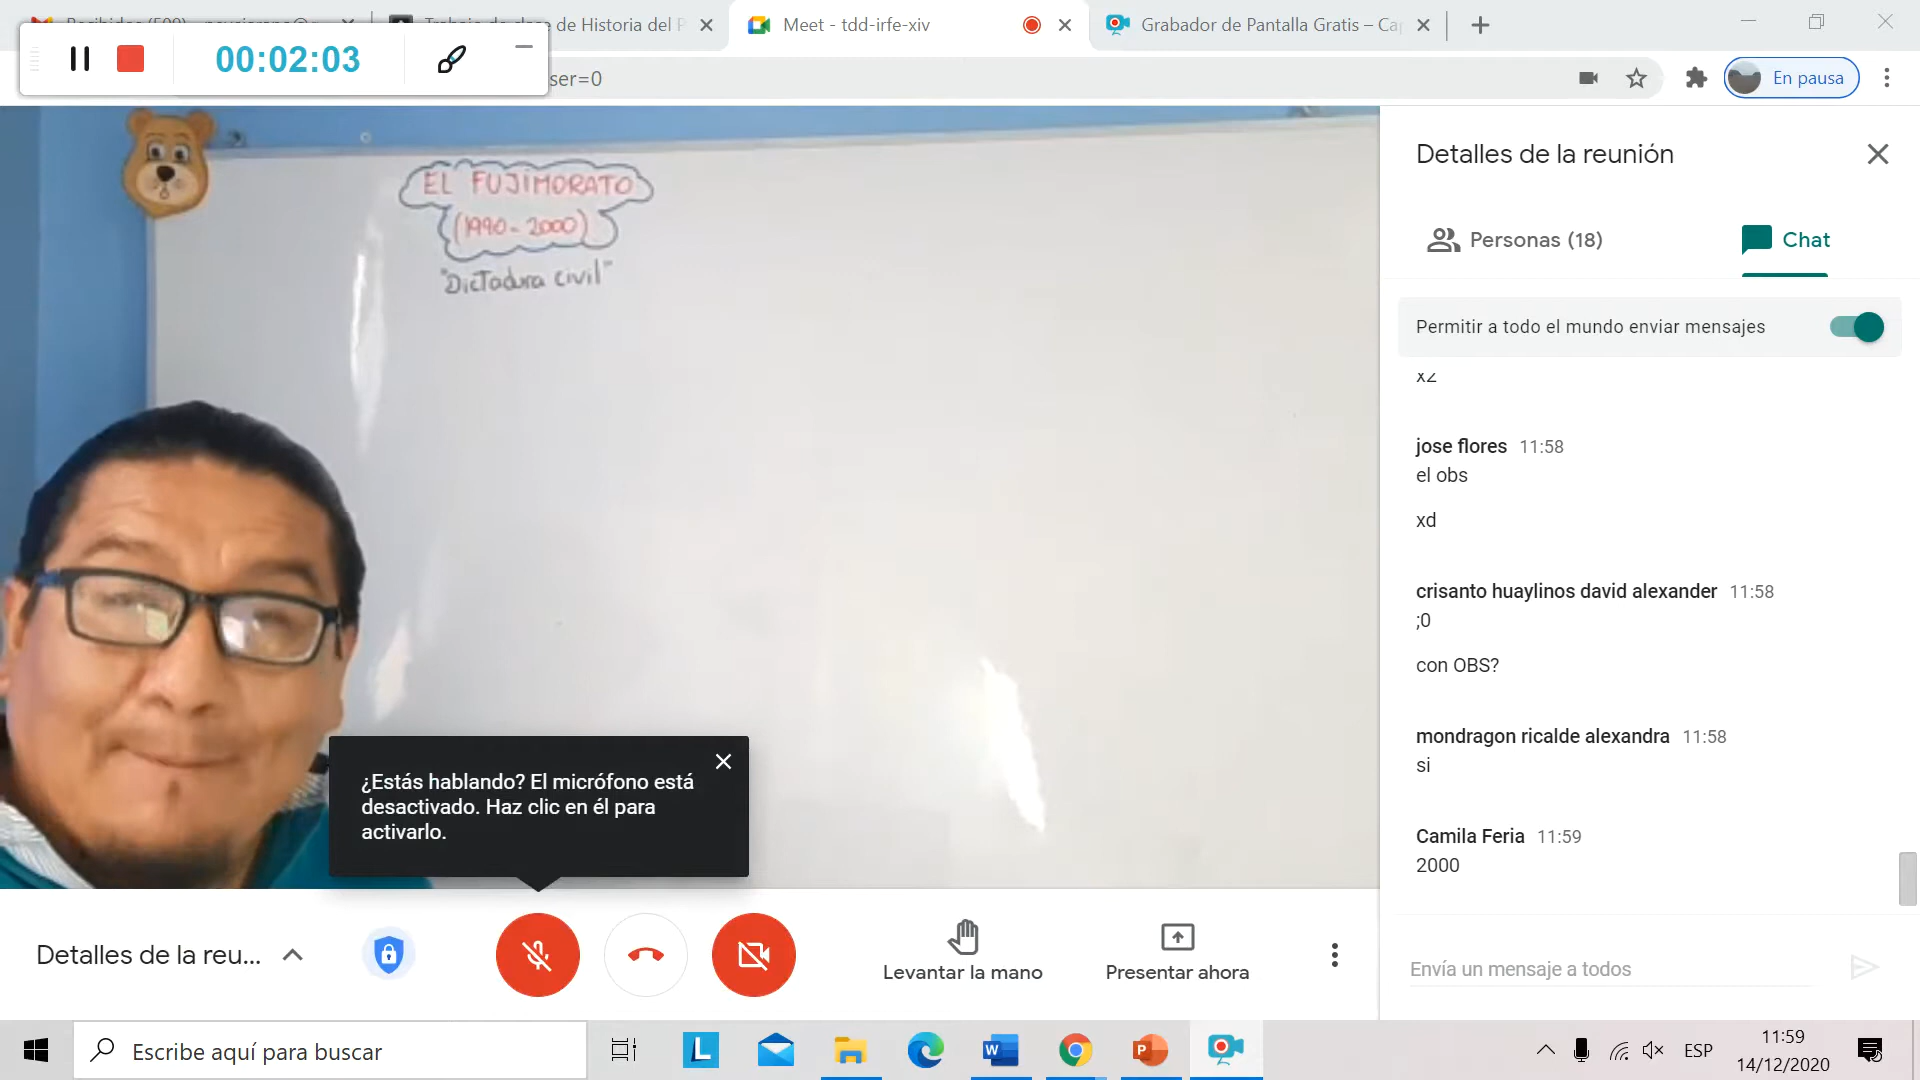 Meet - tdd-irfe-xiv
Grabador de Pantalla Gratis – Ca
de Historia del P
00:02:03
ser=0
En pausa
EL FUJIMORATO
(1990 - 2000)
"Dictadura civil"
Detalles de la reunión
Personas (18)
Chat
Permitir a todo el mundo enviar mensajes
x2
jose flores 11:58
el obs
xd
crisanto huaylinos david alexander 11:58
;0
con OBS?
mondragon ricalde alexandra 11:58
si
Camila Feria 11:59
2000
¿Estás hablando? El micrófono está
desactivado. Haz clic en él para
activarlo.
Detalles de la reu...
Levantar la mano
Presentar ahora
Envía un mensaje a todos
Escribe aquí para buscar
L
W
P
ESP
11:59
14/12/2020